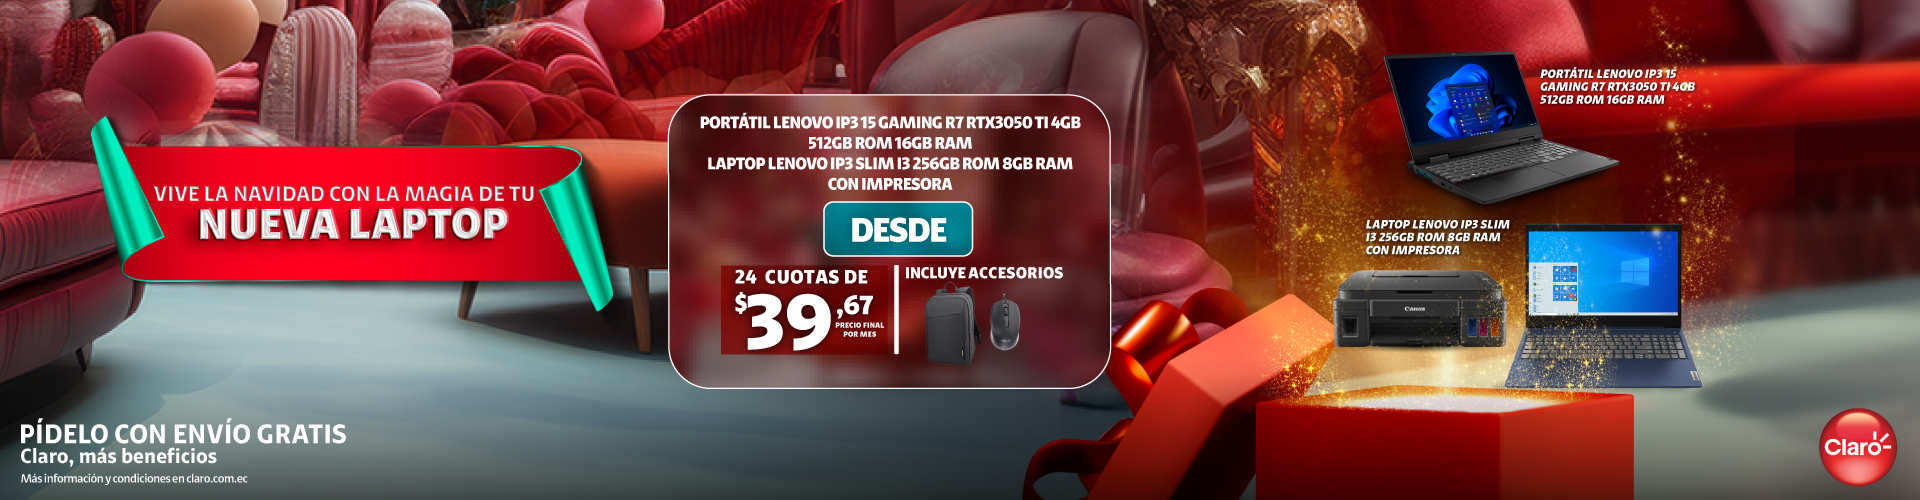 VIVE LA NAVIDAD CON LA MAGIA DE TU
NUEVA LAPTOP
PÍDELO CON ENVÍO GRATIS
Claro, más beneficios
Más información y condiciones en claro.com.ec
PORTÁTIL LENOVO IP3 15 GAMING R7 RTX3050 TI 4GB
512GB ROM 16GB RAM
LAPTOP LENOVO IP3 SLIM I3 256GB ROM 8GB RAM
CON IMPRESORA
DESDE
24 CUOTAS DE
$39,67
PRECIO FINAL
POR MES
INCLUYE ACCESORIOS
PORTÁTIL LENOVO IP3 15
GAMING R7 RTX3050 TI 4GB
512GB ROM 16GB RAM
LAPTOP LENOVO IP3 SLIM
I3 256GB ROM 8GB RAM
CON IMPRESORA
Canon
Claro